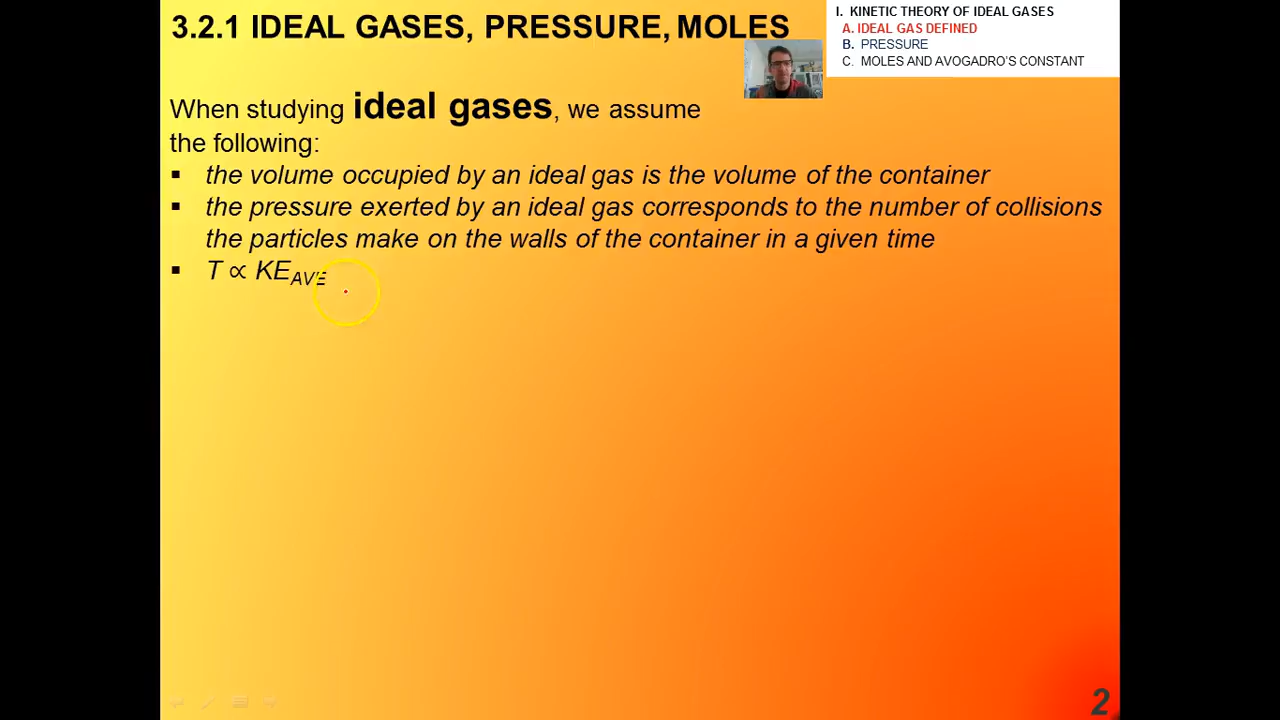 3.2.1 IDEAL GASES, PRESSURE, MOLES
I. KINETIC THEORY OF IDEAL GASES
A. IDEAL GAS DEFINED
B. PRESSURE
C. MOLES AND AVOGADRO'S CONSTANT
When studying ideal gases, we assume
the following:
▪ the volume occupied by an ideal gas is the volume of the container
▪ the pressure exerted by an ideal gas corresponds to the number of collisions
the particles make on the walls of the container in a given time
▪ T ∝ KE_AVE
2